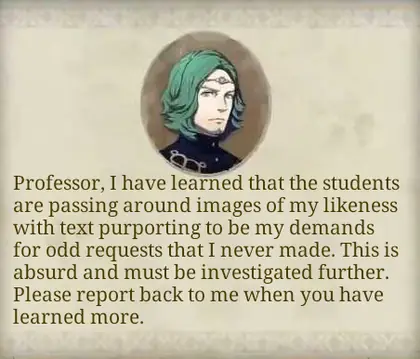 Professor, I have learned that the students
are passing around images of my likeness
with text purporting to be my demands
for odd requests that I never made. This is
absurd and must be investigated further.
Please report back to me when you have
learned more.